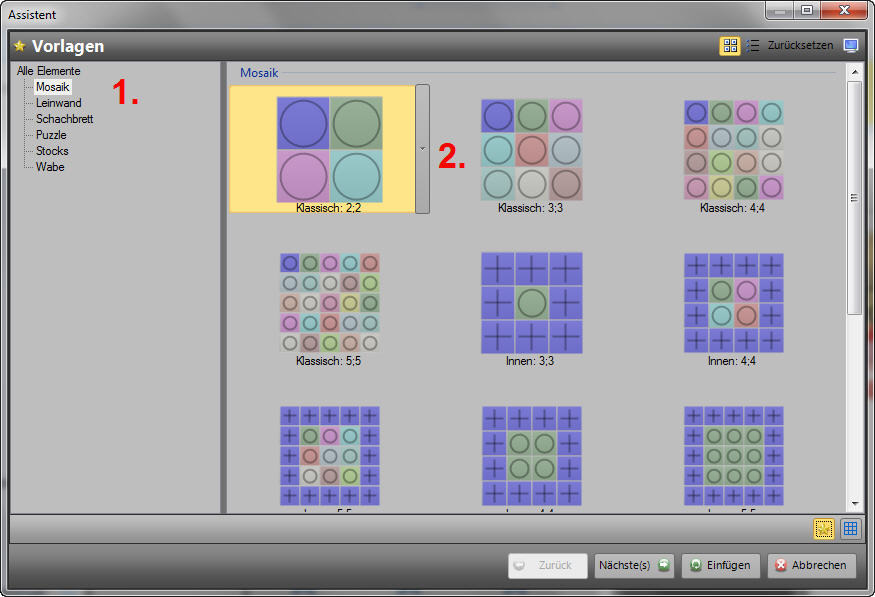 Assistent
Vorlagen
Zurücksetzen
Alle Elemente
Mosaik
Leinwand
Schachbrett
Puzzle
Stocks
Wabe
1.
Mosaik
2.
Klassisch: 2;2
Klassisch: 3;3
Klassisch: 4;4
Klassisch: 5;5
Innen: 3;3
Innen: 4;4
Zurück
Nächste(s)
Einfügen
Abbrechen